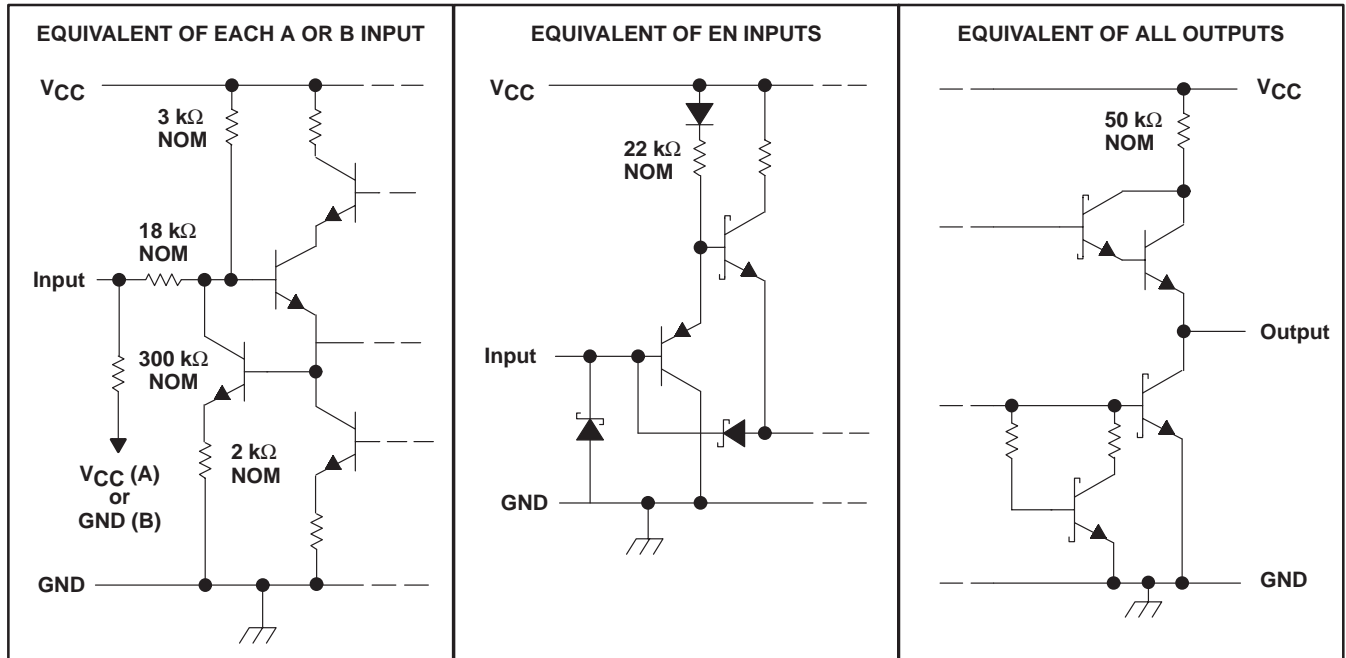 EQUIVALENT OF EACH A OR B INPUT
VCC
3 kΩ
NOM
18 kΩ
NOM
Input
300 kΩ
NOM
2 kΩ
NOM
VCC (A)
or
GND (B)
GND
EQUIVALENT OF EN INPUTS
VCC
22 kΩ
NOM
Input
GND
EQUIVALENT OF ALL OUTPUTS
VCC
50 kΩ
NOM
Output
GND